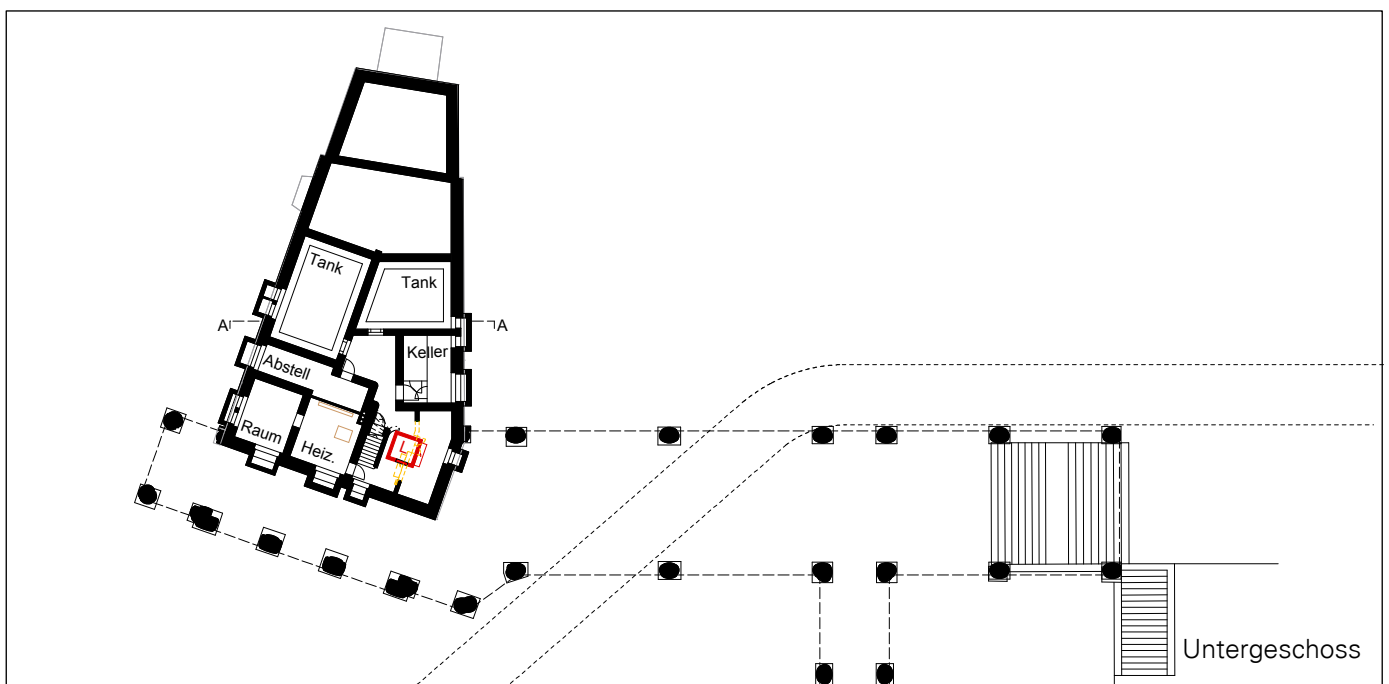 Tank
Tank
A A
Keller
Abstell
Raum
Heiz.
L
Untergeschoss